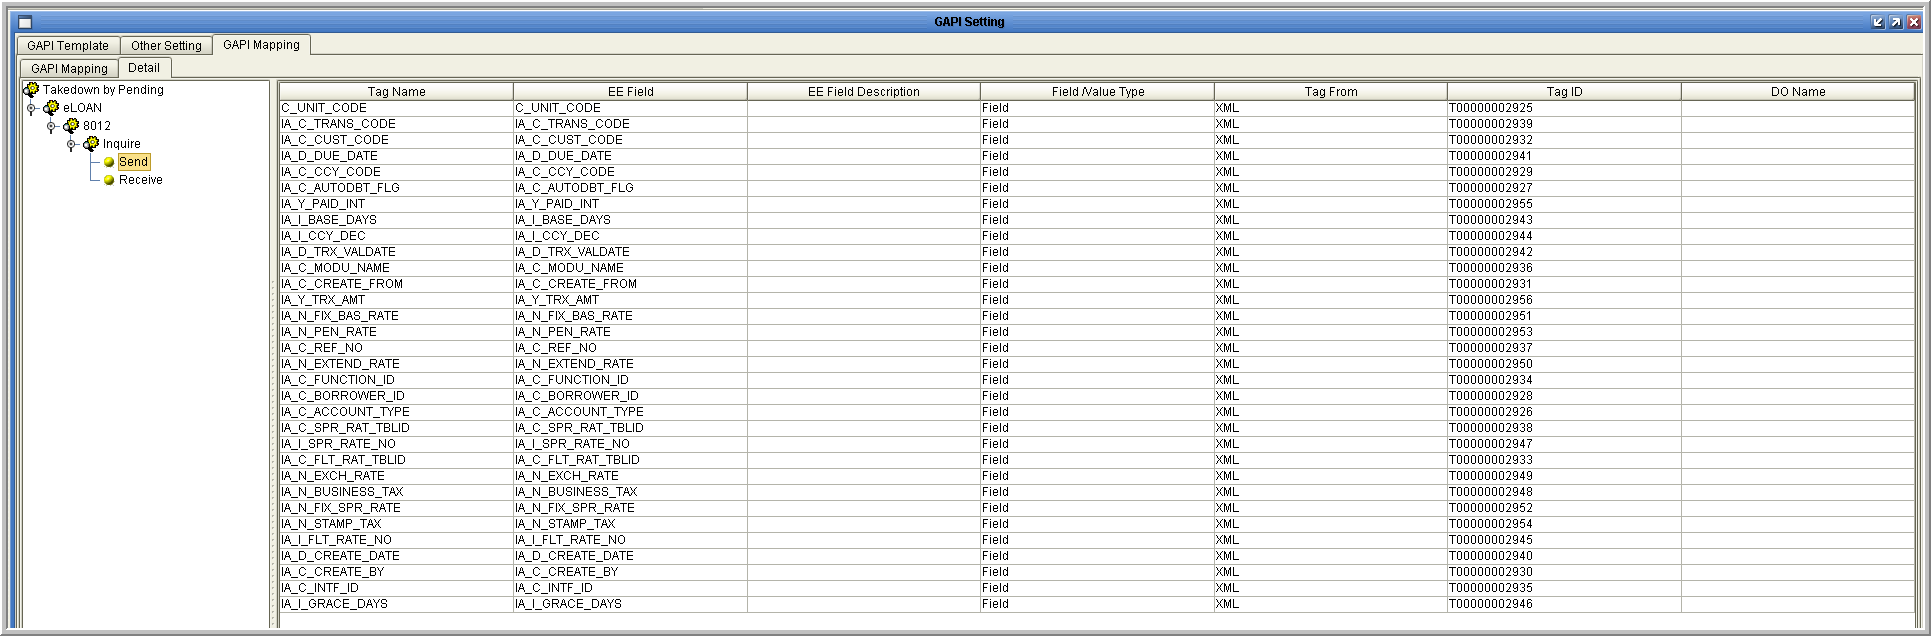 GAPI Setting
GAPI Template Other Setting GAPI Mapping
GAPI Mapping Detail
Takedown by Pending
eLOAN
8012
Inquire
Send
Receive
Tag Name EE Field EE Field Description Field /Value Type Tag From Tag ID DO Name
C_UNIT_CODE C_UNIT_CODE Field XML T00000002925
IA_C_TRANS_CODE IA_C_TRANS_CODE Field XML T00000002939
IA_C_CUST_CODE IA_C_CUST_CODE Field XML T00000002932
IA_D_DUE_DATE IA_D_DUE_DATE Field XML T00000002941
IA_C_CCY_CODE IA_C_CCY_CODE Field XML T00000002929
IA_C_AUTODBT_FLG IA_C_AUTODBT_FLG Field XML T00000002927
IA_Y_PAID_INT IA_Y_PAID_INT Field XML T00000002955
IA_I_BASE_DAYS IA_I_BASE_DAYS Field XML T00000002943
IA_I_CCY_DEC IA_I_CCY_DEC Field XML T00000002944
IA_D_TRX_VALDATE IA_D_TRX_VALDATE Field XML T00000002942
IA_C_MODU_NAME IA_C_MODU_NAME Field XML T00000002936
IA_C_CREATE_FROM IA_C_CREATE_FROM Field XML T00000002931
IA_Y_TRX_AMT IA_Y_TRX_AMT Field XML T00000002956
IA_N_FIX_BAS_RATE IA_N_FIX_BAS_RATE Field XML T00000002951
IA_N_PEN_RATE IA_N_PEN_RATE Field XML T00000002953
IA_C_REF_NO IA_C_REF_NO Field XML T00000002937
IA_N_EXTEND_RATE IA_N_EXTEND_RATE Field XML T00000002950
IA_C_FUNCTION_ID IA_C_FUNCTION_ID Field XML T00000002934
IA_C_BORROWER_ID IA_C_BORROWER_ID Field XML T00000002928
IA_C_ACCOUNT_TYPE IA_C_ACCOUNT_TYPE Field XML T00000002926
IA_C_SPR_RAT_TBLID IA_C_SPR_RAT_TBLID Field XML T00000002938
IA_I_SPR_RATE_NO IA_I_SPR_RATE_NO Field XML T00000002947
IA_C_FLT_RAT_TBLID IA_C_FLT_RAT_TBLID Field XML T00000002933
IA_N_EXCH_RATE IA_N_EXCH_RATE Field XML T00000002949
IA_N_BUSINESS_TAX IA_N_BUSINESS_TAX Field XML T00000002948
IA_N_FIX_SPR_RATE IA_N_FIX_SPR_RATE Field XML T00000002952
IA_N_STAMP_TAX IA_N_STAMP_TAX Field XML T00000002954
IA_I_FLT_RATE_NO IA_I_FLT_RATE_NO Field XML T00000002945
IA_D_CREATE_DATE IA_D_CREATE_DATE Field XML T00000002940
IA_C_CREATE_BY IA_C_CREATE_BY Field XML T00000002930
IA_C_INTF_ID IA_C_INTF_ID Field XML T00000002935
IA_I_GRACE_DAYS IA_I_GRACE_DAYS Field XML T00000002946